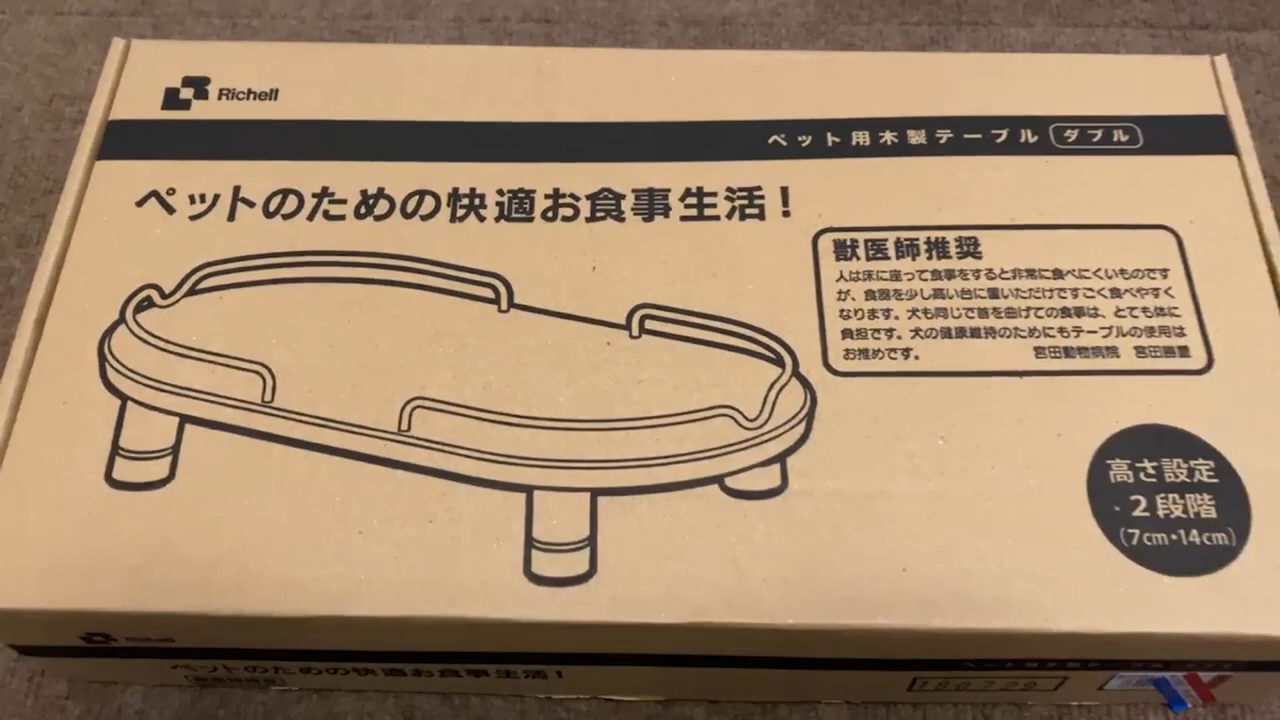 Richell
ペット用木製テーブル ダブル
ペットのための快適お食事生活！
獣医師推奨
人は床に座って食事をすると非常に食べにくいものです
が、食器を少し高い台に置いただけですごく食べやすく
なります。犬も同じで首を曲げての食事は、とても体に
負担です。犬の健康維持のためにもテーブルの使用は
お推めです。 宮田動物病院 宮田勝重
高さ設定
2段階
(7cm・14cm)
ペットのための快適お食事生活！